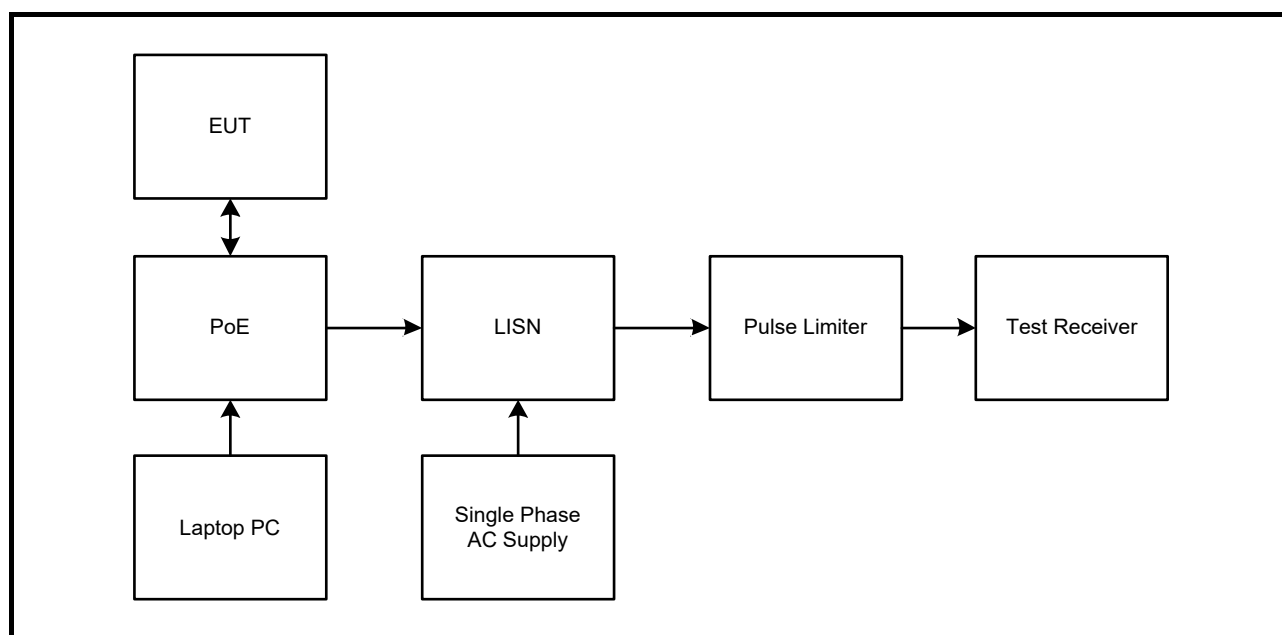 EUT
PoE
LISN
Pulse Limiter
Test Receiver
Laptop PC
Single Phase
AC Supply